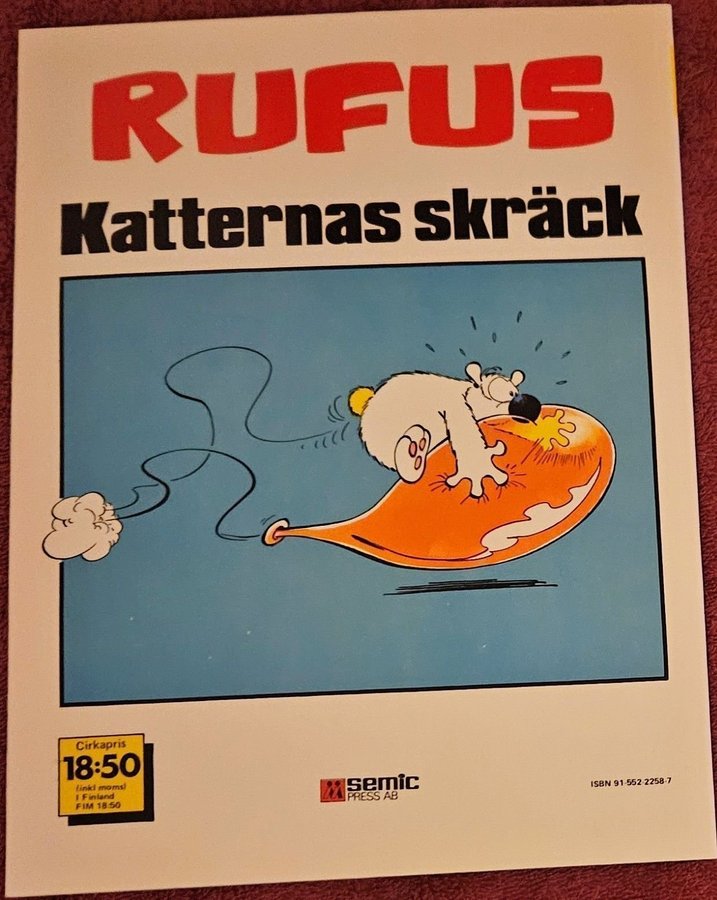 RUFUS
Katternas skräck
Cirkapris
18:50
(inkl moms)
I Finland
FIM 18:50
semic
PRESS AB
ISBN 91-552-2258-7